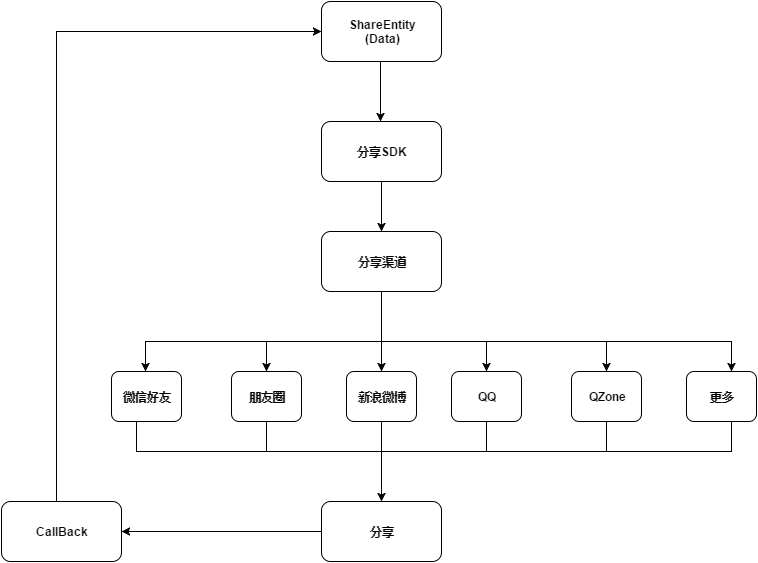 ShareEntity
(Data)
分享SDK
分享渠道
微信好友
朋友圈
新浪微博
QQ
QZone
更多
CallBack
分享